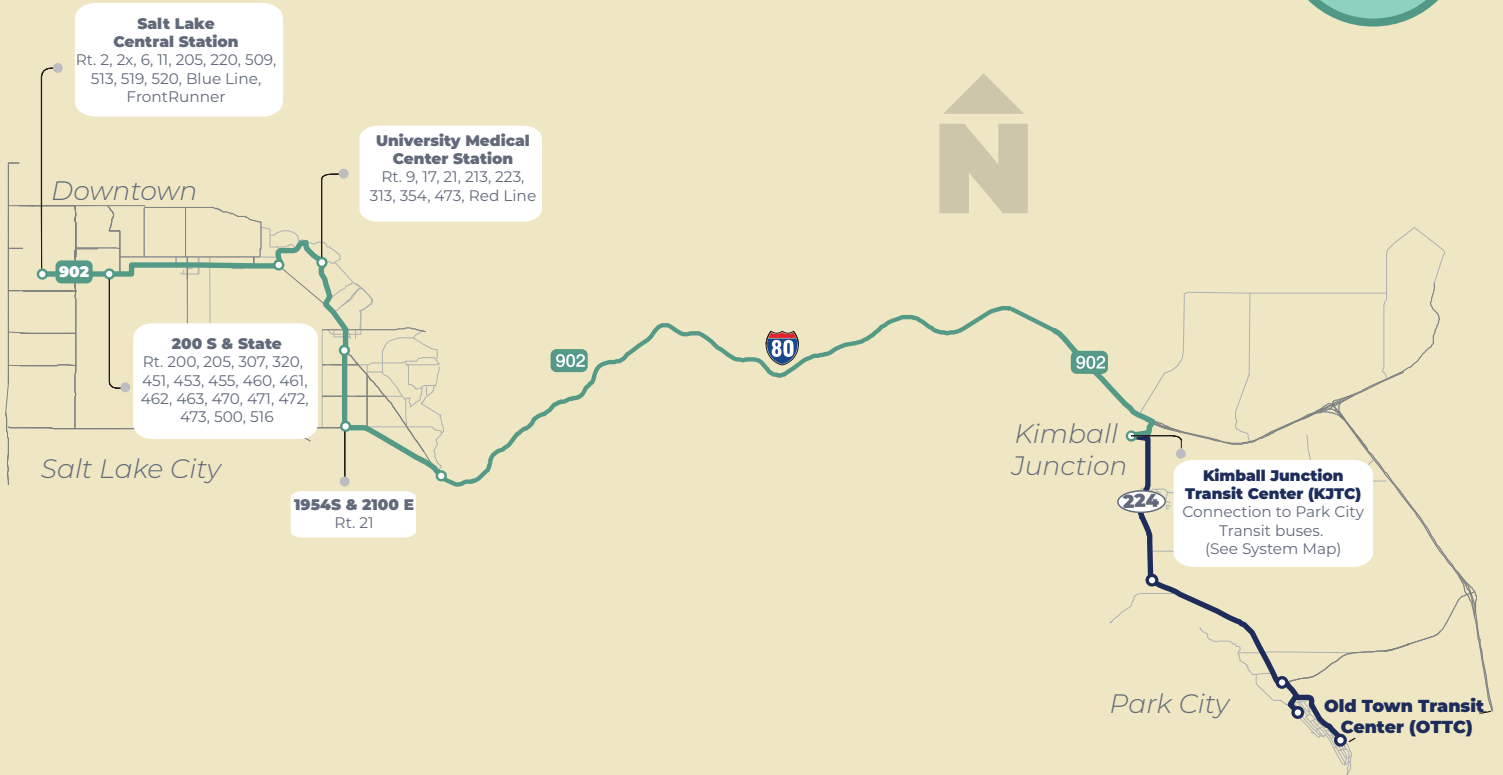 Salt Lake
Central Station
Rt. 2, 2x, 6, 11, 205, 220, 509,
513, 519, 520, Blue Line,
FrontRunner
N
University Medical
Center Station
Rt. 9, 17, 21, 213, 223,
313, 354, 473, Red Line
Downtown
902
200 S & State
Rt. 200, 205, 307, 320,
451, 453, 455, 460, 461,
462, 463, 470, 471, 472,
473, 500, 516
80
902
902
Salt Lake City
1954S & 2100 E
Rt. 21
Kimball
Junction
Kimball Junction
Transit Center (KJTC)
Connection to Park City
Transit buses.
(See System Map)
224
Park City
Old Town Transit
Center (OTTC)